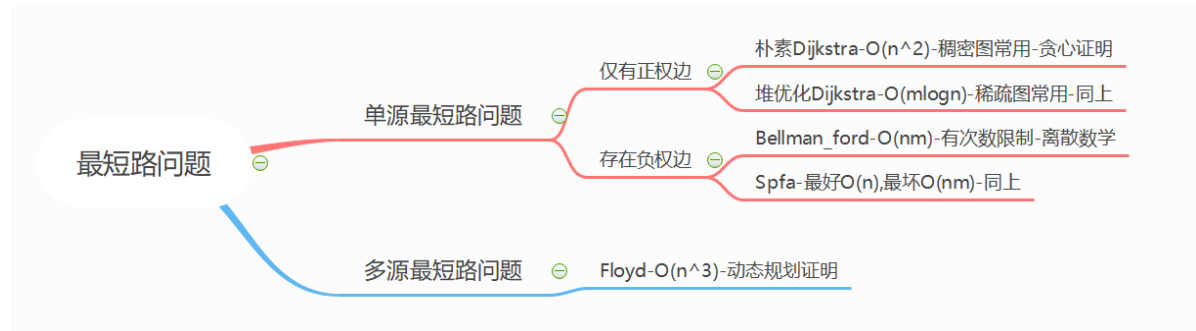 最短路问题
单源最短路问题
仅有正权边
朴素Dijkstra-O(n^2)-稠密图常用-贪心证明
堆优化Dijkstra-O(mlogn)-稀疏图常用-同上
存在负权边
Bellman_ford-O(nm)-有次数限制-离散数学
Spfa-最好O(n),最坏O(nm)-同上
多源最短路问题
Floyd-O(n^3)-动态规划证明